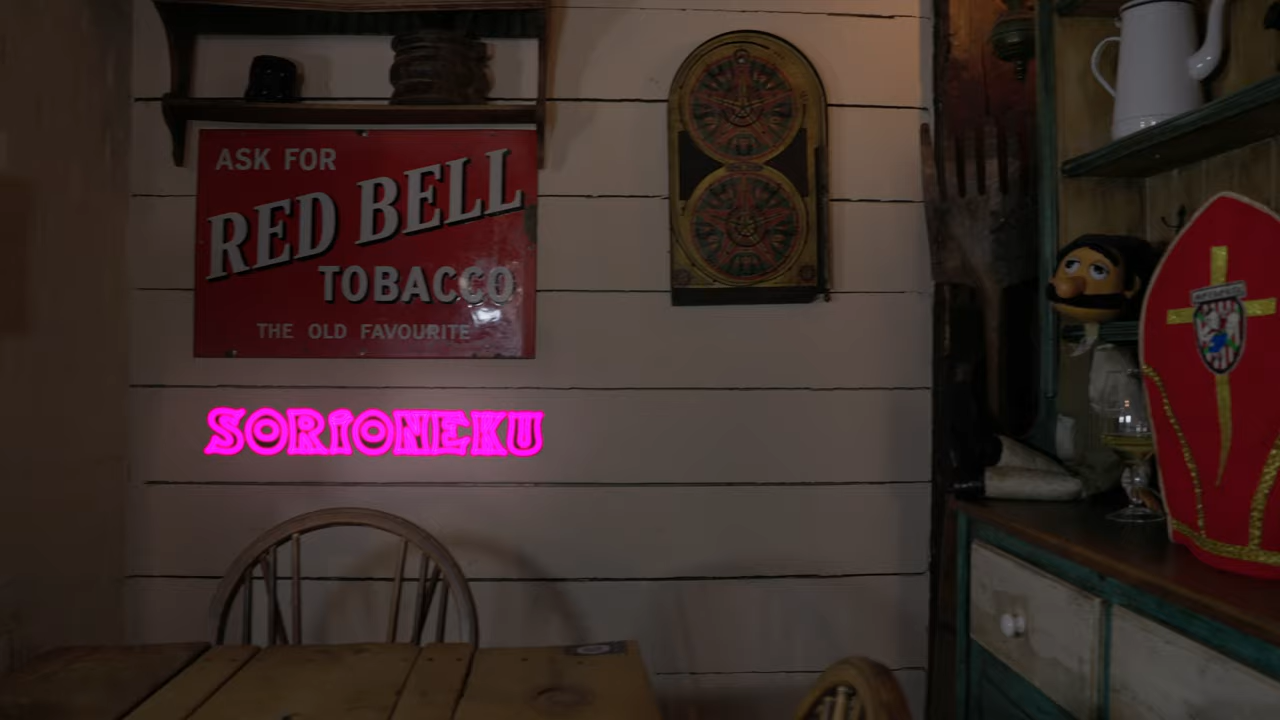 ASK FOR
RED BELL
TOBACCO
THE OLD FAVOURITE
SORIONEKU